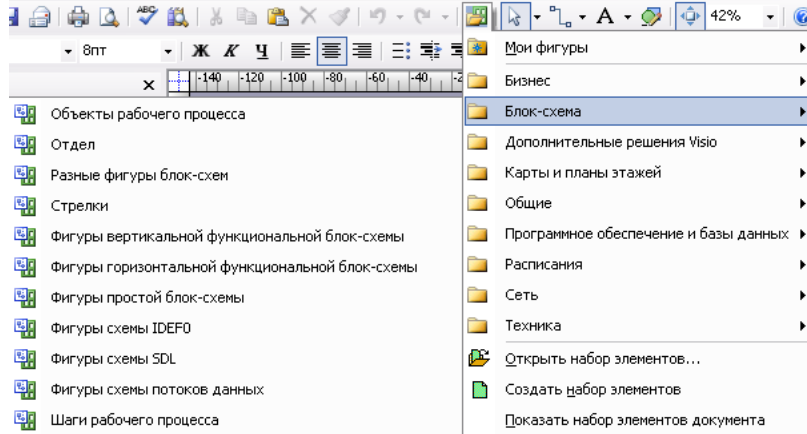 ABC
A
42%
8пт
Ж К Ч
-140 -120 -100 -80 -60 -40 -2
Объекты рабочего процесса
Отдел
Разные фигуры блок-схем
Стрелки
Фигуры вертикальной функциональной блок-схемы
Фигуры горизонтальной функциональной блок-схемы
Фигуры простой блок-схемы
Фигуры схемы IDEF0
Фигуры схемы SDL
Фигуры схемы потоков данных
Шаги рабочего процесса
Мои фигуры
Бизнес
Блок-схема
Дополнительные решения Visio
Карты и планы этажей
Общие
Программное обеспечение и базы данных
Расписания
Сеть
Техника
Открыть набор элементов...
Создать набор элементов
Показать набор элементов документа